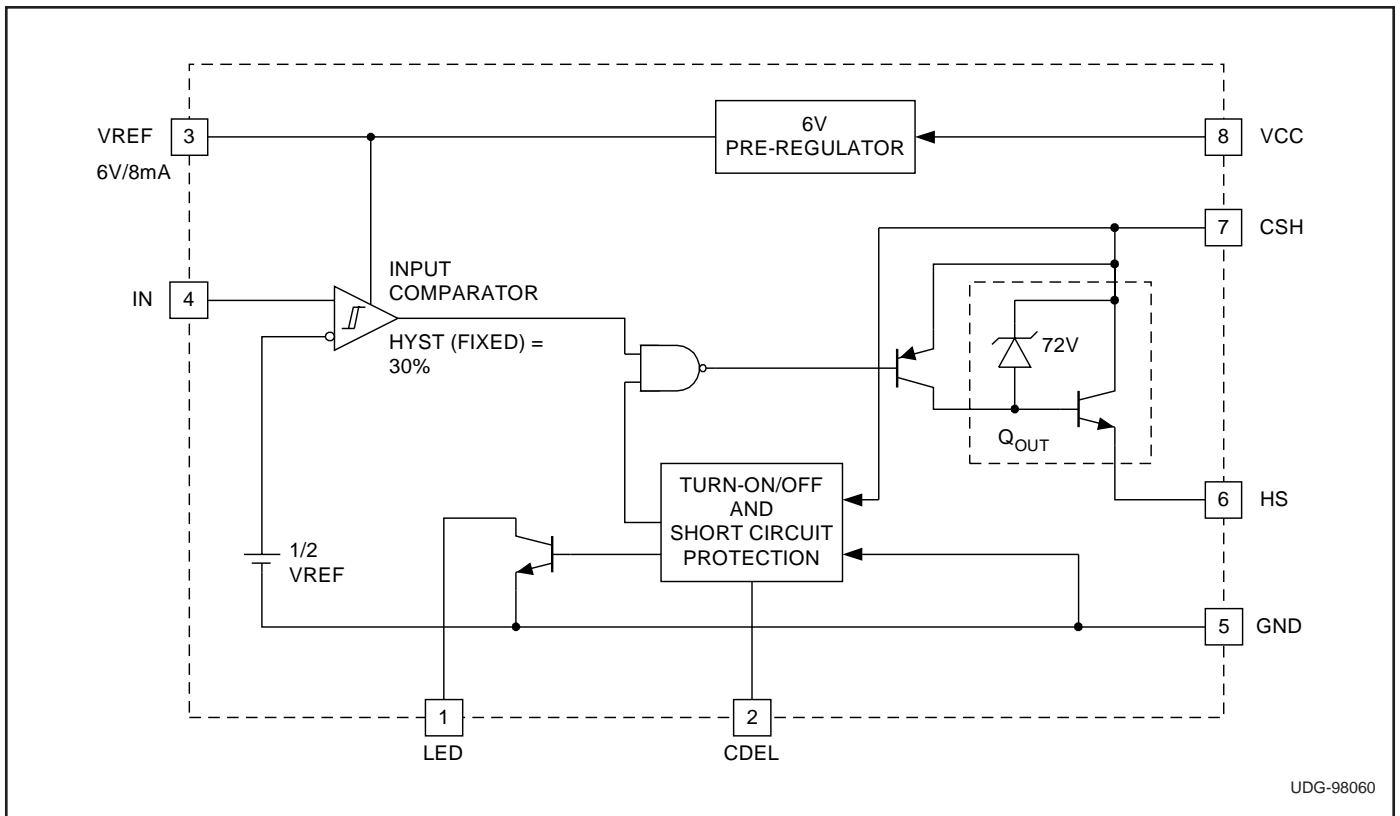 VREF
3
6V/8mA
6V
PRE-REGULATOR
8
VCC
7
CSH
IN
4
INPUT
COMPARATOR
HYST (FIXED) =
30%
72V
QOUT
6
HS
TURN-ON/OFF
AND
SHORT CIRCUIT
PROTECTION
1/2
VREF
5
GND
1
LED
2
CDEL
UDG-98060